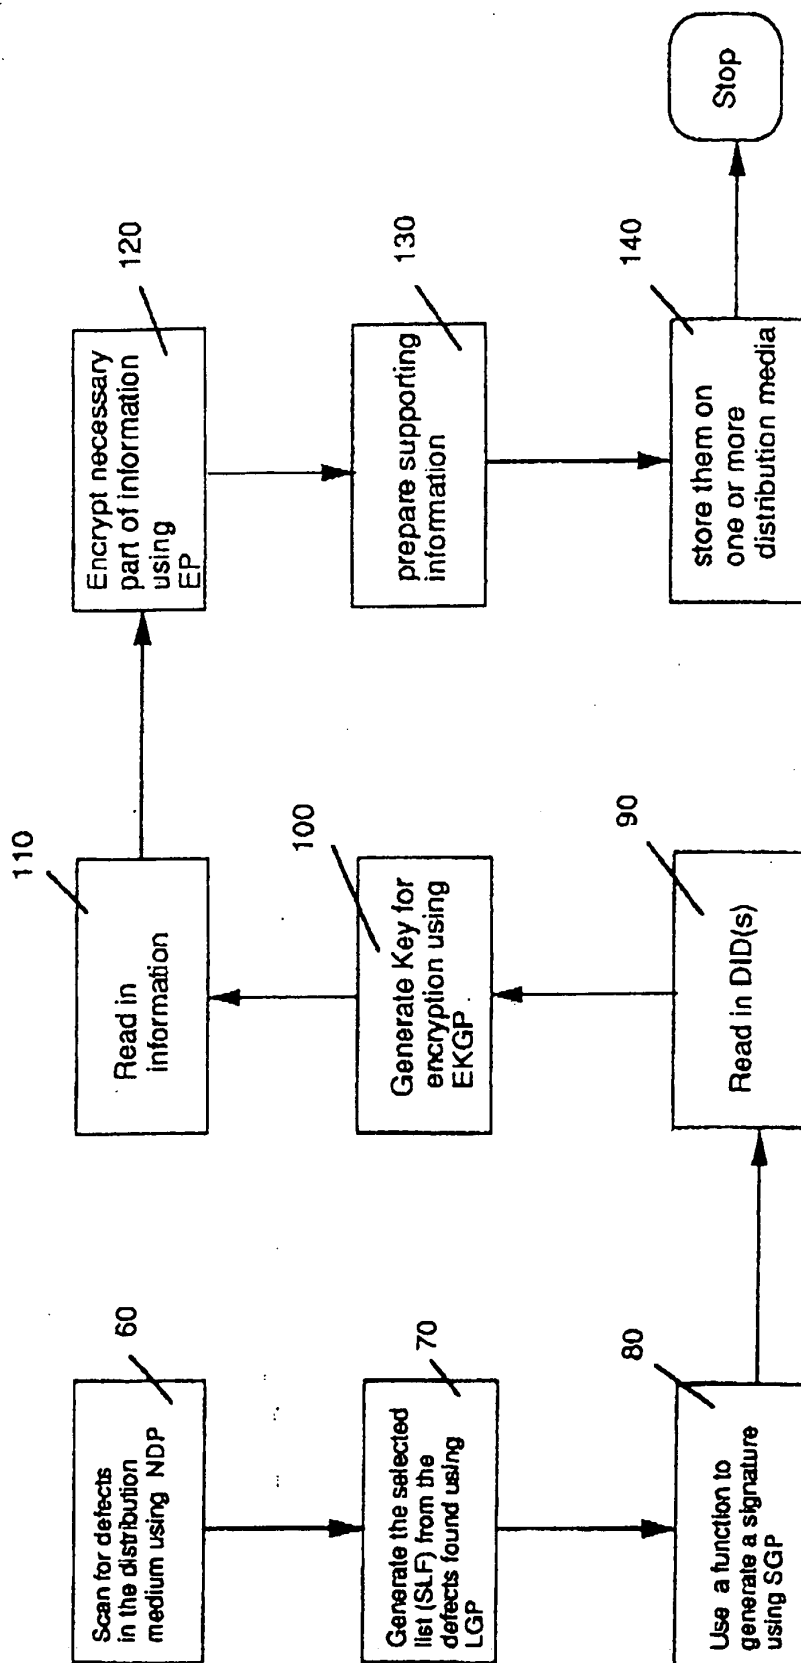 60
Scan for defects
in the distribution
medium using NDP
70
Generate the selected
list (SLF) from the
defects found using
LGP
80
Use a function to
generate a signature
using SGP
90
Read in DID(s)
100
Generate Key for
encryption using
EKGP
110
Read in
information
120
Encrypt necessary
part of information
using
EP
130
prepare supporting
information
140
store them on
one or more
distribution media
Stop